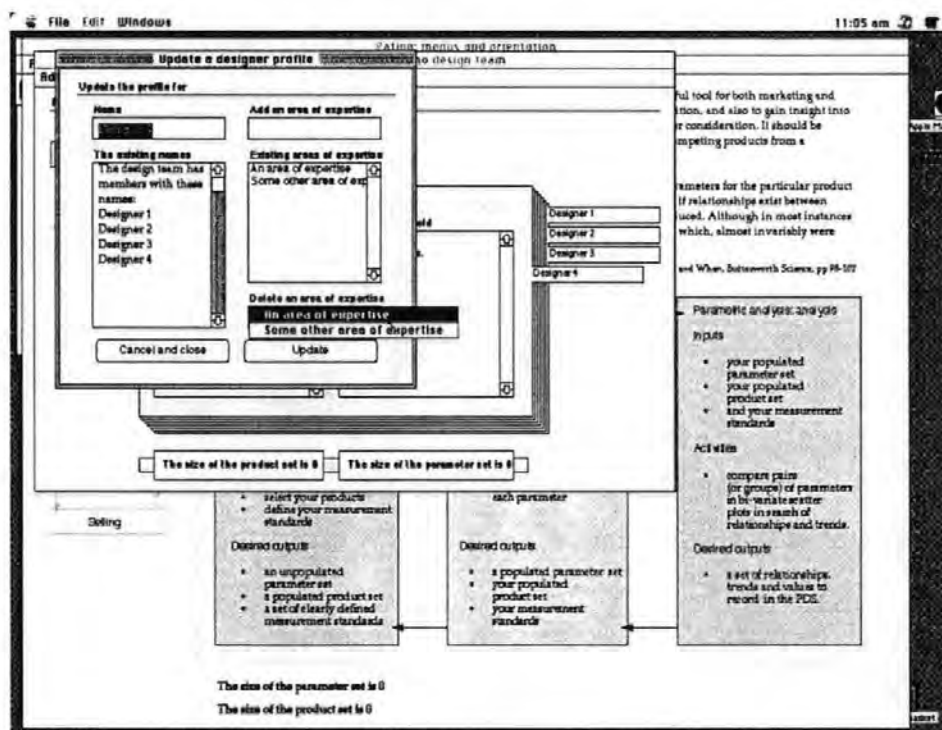 File Edit Windows
11:05 am
Eating: menus and orientation
design team
Update a designer profile
Update the profile for
Name
Add an area of expertise
The existing names
The design team has
members with these
names:
Designer 1
Designer 2
Designer 3
Designer 4
Existing areas of expertise
An area of expertise
Some other area of exp
Delete an area of expertise
An area of expertise
Some other area of expertise
Cancel and close
Update
Designer 1
Designer 2
Designer 3
Designer 4
ful tool for both marketing and
ition, and also to gain insight into
r consideration. It should be
mpeting products from a
rameters for the particular product
if relationships exist between
uced. Although in most instances
which, almost invariably were
and When, Butterworth Science, pp 98-102
The size of the product set is 0
The size of the parameter set is 0
Selling
select your products
define your measurement
standards
Desired outputs
an unpopulated
parameter set
a populated product set
a set of clearly defined
measurement standards
each parameter
Desired outputs
a populated parameter set
your populated
product set
your measurement
standards
Parametric analysis: analysis
Inputs
your populated
parameter set
your populated
product set
and your measurement
standards
Activities
compare pairs
(or groups) of parameters
in bi-variate scatter
plots in search of
relationships and trends.
Desired outputs
a set of relationships,
trends and values to
record in the PDS.
The size of the parameter set is 0
The size of the product set is 0